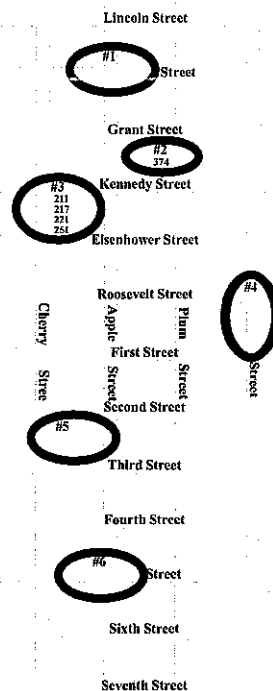 Lincoln Street
#1
Street
Grant Street
#2
374
Kennedy Street
#3
211
217
221
251
Eisenhower Street
#4
Street
Roosevelt Street
Cherry Stree
Apple Street
Plum Street
First Street
Second Street
#5
Third Street
Fourth Street
#6
Street
Sixth Street
Seventh Street